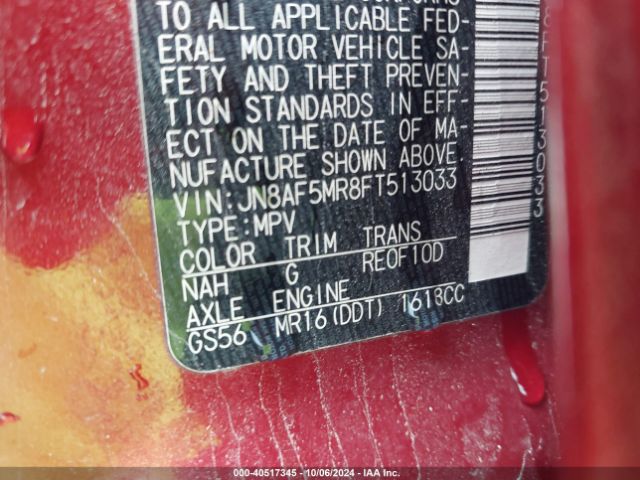 TO ALL APPLICABLE FED-
ERAL MOTOR VEHICLE SA-
FETY AND THEFT PREVEN-
TION STANDARDS IN EFF-
ECT ON THE DATE OF MA-
NUFACTURE SHOWN ABOVE.
VIN:JN8AF5MR8FT513033
TYPE:MPV
COLOR TRIM TRANS
NAH G RE0F10D
AXLE ENGINE
GS56 MR16(DDT) 1618CC
000-40517345 | 10/06/2024 | IAA Inc.